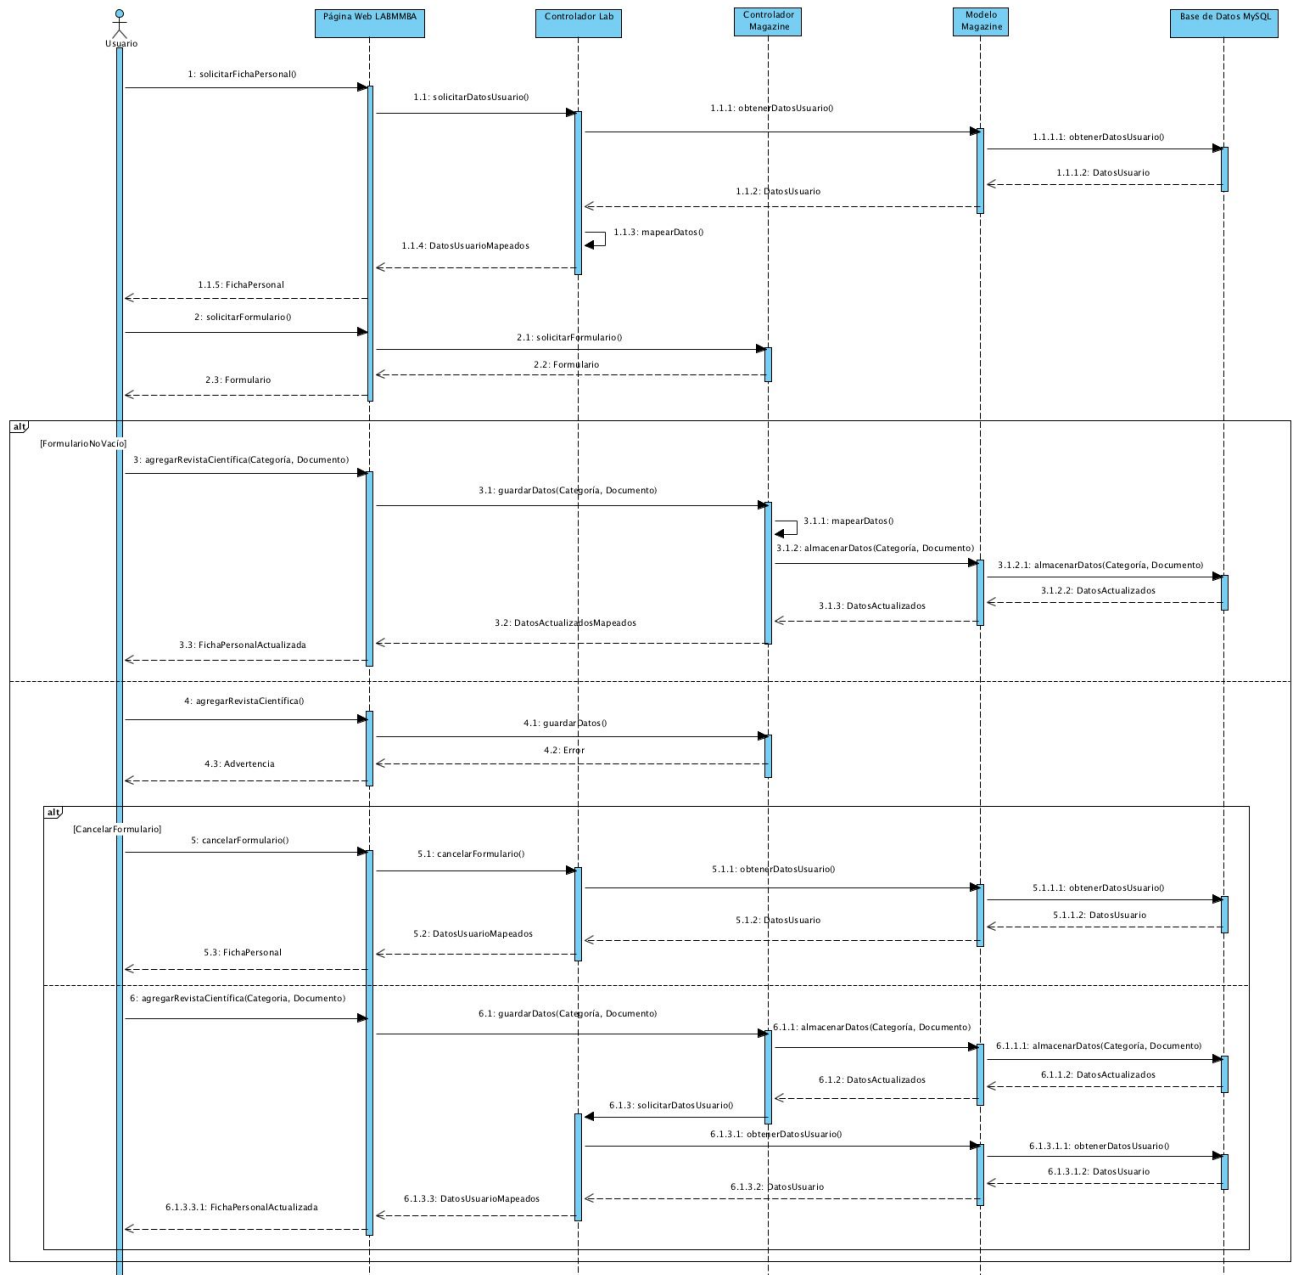 Usuario
Página Web LABMMBA
Controlador Lab
Controlador
Magazine
Modelo
Magazine
Base de Datos MySQL
1: solicitarFichaPersonal()
1.1: solicitarDatosUsuario()
1.1.1: obtenerDatosUsuario()
1.1.1.1: obtenerDatosUsuario()
1.1.1.2: DatosUsuario
1.1.2: DatosUsuario
1.1.3: mapearDatos()
1.1.4: DatosUsuarioMapeados
1.1.5: FichaPersonal
2: solicitarFormulario()
2.1: solicitarFormulario()
2.2: Formulario
2.3: Formulario
alt
[FormularioNoVacío]
3: agregarRevistaCientífica(Categoría, Documento)
3.1: guardarDatos(Categoría, Documento)
3.1.1: mapearDatos()
3.1.2: almacenarDatos(Categoría, Documento)
3.1.2.1: almacenarDatos(Categoría, Documento)
3.1.2.2: DatosActualizados
3.1.3: DatosActualizados
3.2: DatosActualizadosMapeados
3.3: FichaPersonalActualizada
4: agregarRevistaCientífica()
4.1: guardarDatos()
4.2: Error
4.3: Advertencia
alt
[CancelarFormulario]
5: cancelarFormulario()
5.1: cancelarFormulario()
5.1.1: obtenerDatosUsuario()
5.1.1.1: obtenerDatosUsuario()
5.1.1.2: DatosUsuario
5.1.2: DatosUsuario
5.2: DatosUsuarioMapeados
5.3: FichaPersonal
6: agregarRevistaCientífica(Categoria, Documento)
6.1: guardarDatos(Categoría, Documento)
6.1.1: almacenarDatos(Categoría, Documento)
6.1.1.1: almacenarDatos(Categoría, Documento)
6.1.1.2: DatosActualizados
6.1.2: DatosActualizados
6.1.3: solicitarDatosUsuario()
6.1.3.1: obtenerDatosUsuario()
6.1.3.1.1: obtenerDatosUsuario()
6.1.3.1.2: DatosUsuario
6.1.3.2: DatosUsuario
6.1.3.3: DatosUsuarioMapeados
6.1.3.3.1: FichaPersonalActualizada